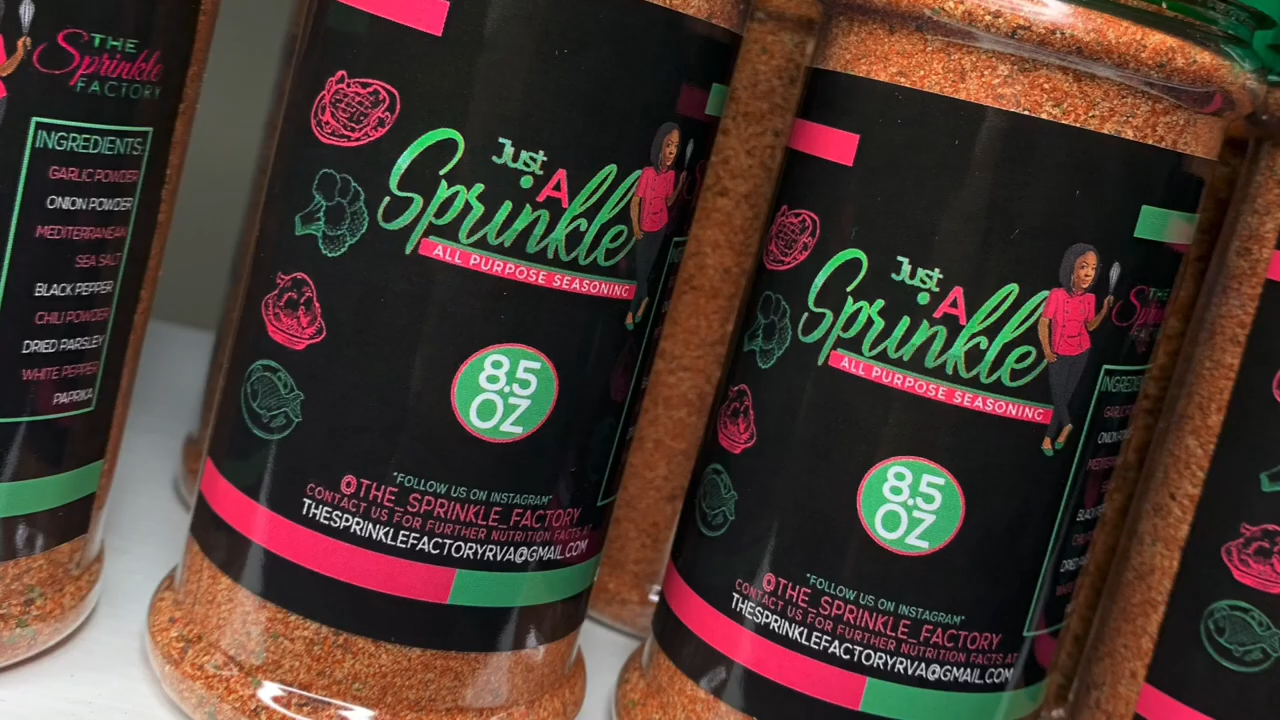 THE
Sprinkle
FACTORY
INGREDIENTS:
GARLIC POWDER
ONION POWDER
MEDITERRANEAN
SEA SALT
BLACK PEPPER
CHILI POWDER
DRIED PARSLEY
WHITE PEPPER
PAPRIKA
Just
A
Sprinkle
ALL PURPOSE SEASONING
8.5
OZ
"FOLLOW US ON INSTAGRAM"
@THE_SPRINKLE_FACTORY
CONTACT US FOR FURTHER NUTRITION FACTS AT
THESPRINKLEFACTORYRVA@GMAIL.COM
Just
A
Sprinkle
ALL PURPOSE SEASONING
8.5
OZ
"FOLLOW US ON INSTAGRAM"
@THE_SPRINKLE_FACTORY
CONTACT US FOR FURTHER NUTRITION FACTS AT
THESPRINKLEFACTORYRVA@GMAIL.COM
THE